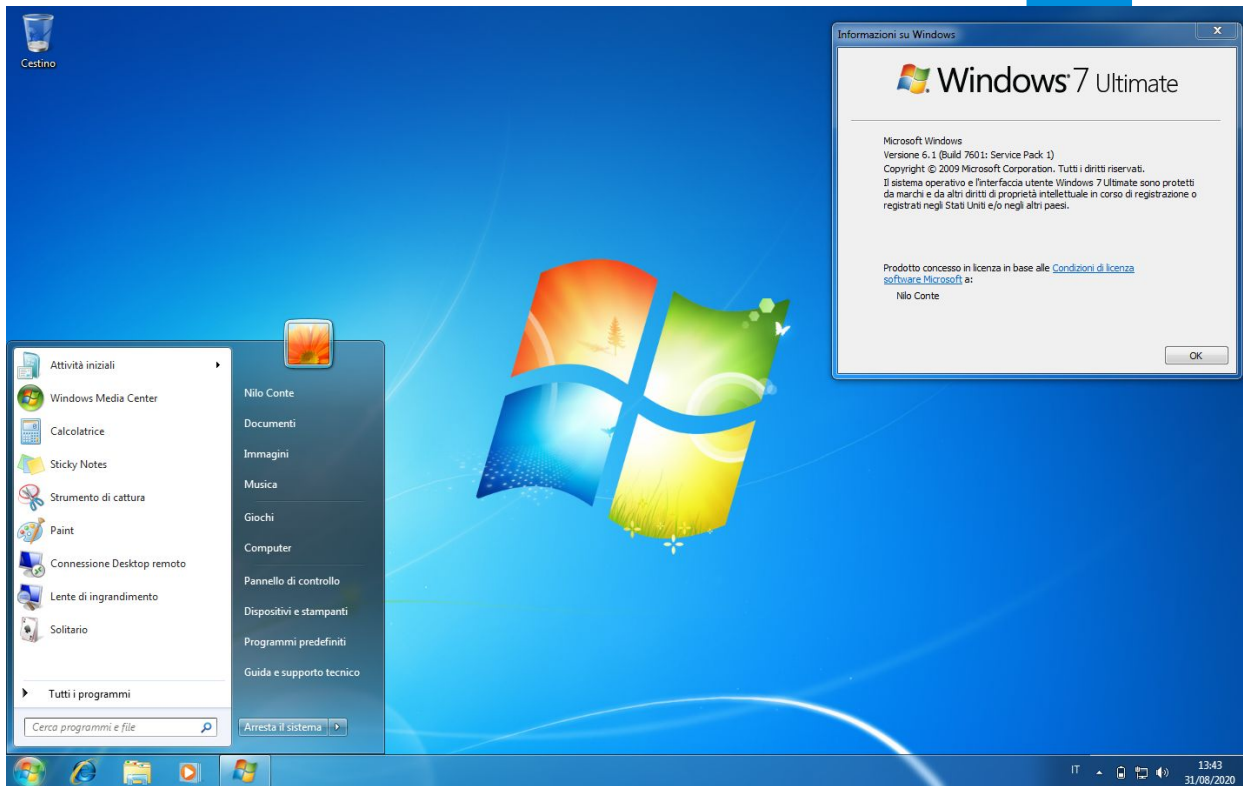 Cestino
Informazioni su Windows
Windows 7 Ultimate
Microsoft Windows
Versione 6.1 (Build 7601: Service Pack 1)
Copyright © 2009 Microsoft Corporation. Tutti i diritti riservati.
Il sistema operativo e l'interfaccia utente Windows 7 Ultimate sono protetti
da marchi e da altri diritti di proprietà intellettuale in corso di registrazione o
registrati negli Stati Uniti e/o negli altri paesi.
Prodotto concesso in licenza in base alle Condizioni di licenza
software Microsoft a:
Nilo Conte
OK
Attività iniziali
Windows Media Center
Calcolatrice
Sticky Notes
Strumento di cattura
Paint
Connessione Desktop remoto
Lente di ingrandimento
Solitario
Tutti i programmi
Cerca programmi e file
Nilo Conte
Documenti
Immagini
Musica
Giochi
Computer
Pannello di controllo
Dispositivi e stampanti
Programmi predefiniti
Guida e supporto tecnico
Arresta il sistema
IT
13:43
31/08/2020